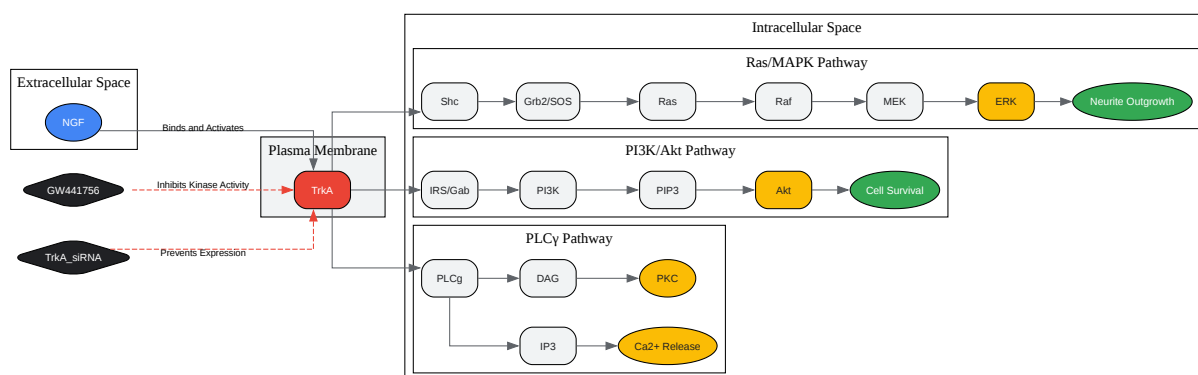 Intracellular Space
Ras/MAPK Pathway
Extracellular Space
NGF
Binds and Activates
Shc
Grb2/SOS
Ras
Raf
MEK
ERK
Neurite Outgrowth
Plasma Membrane
TrkA
GW441756
Inhibits Kinase Activity
TrkA_siRNA
Prevents Expression
PI3K/Akt Pathway
IRS/Gab
PI3K
PIP3
Akt
Cell Survival
PLCγ Pathway
PLCg
DAG
PKC
IP3
Ca2+ Release